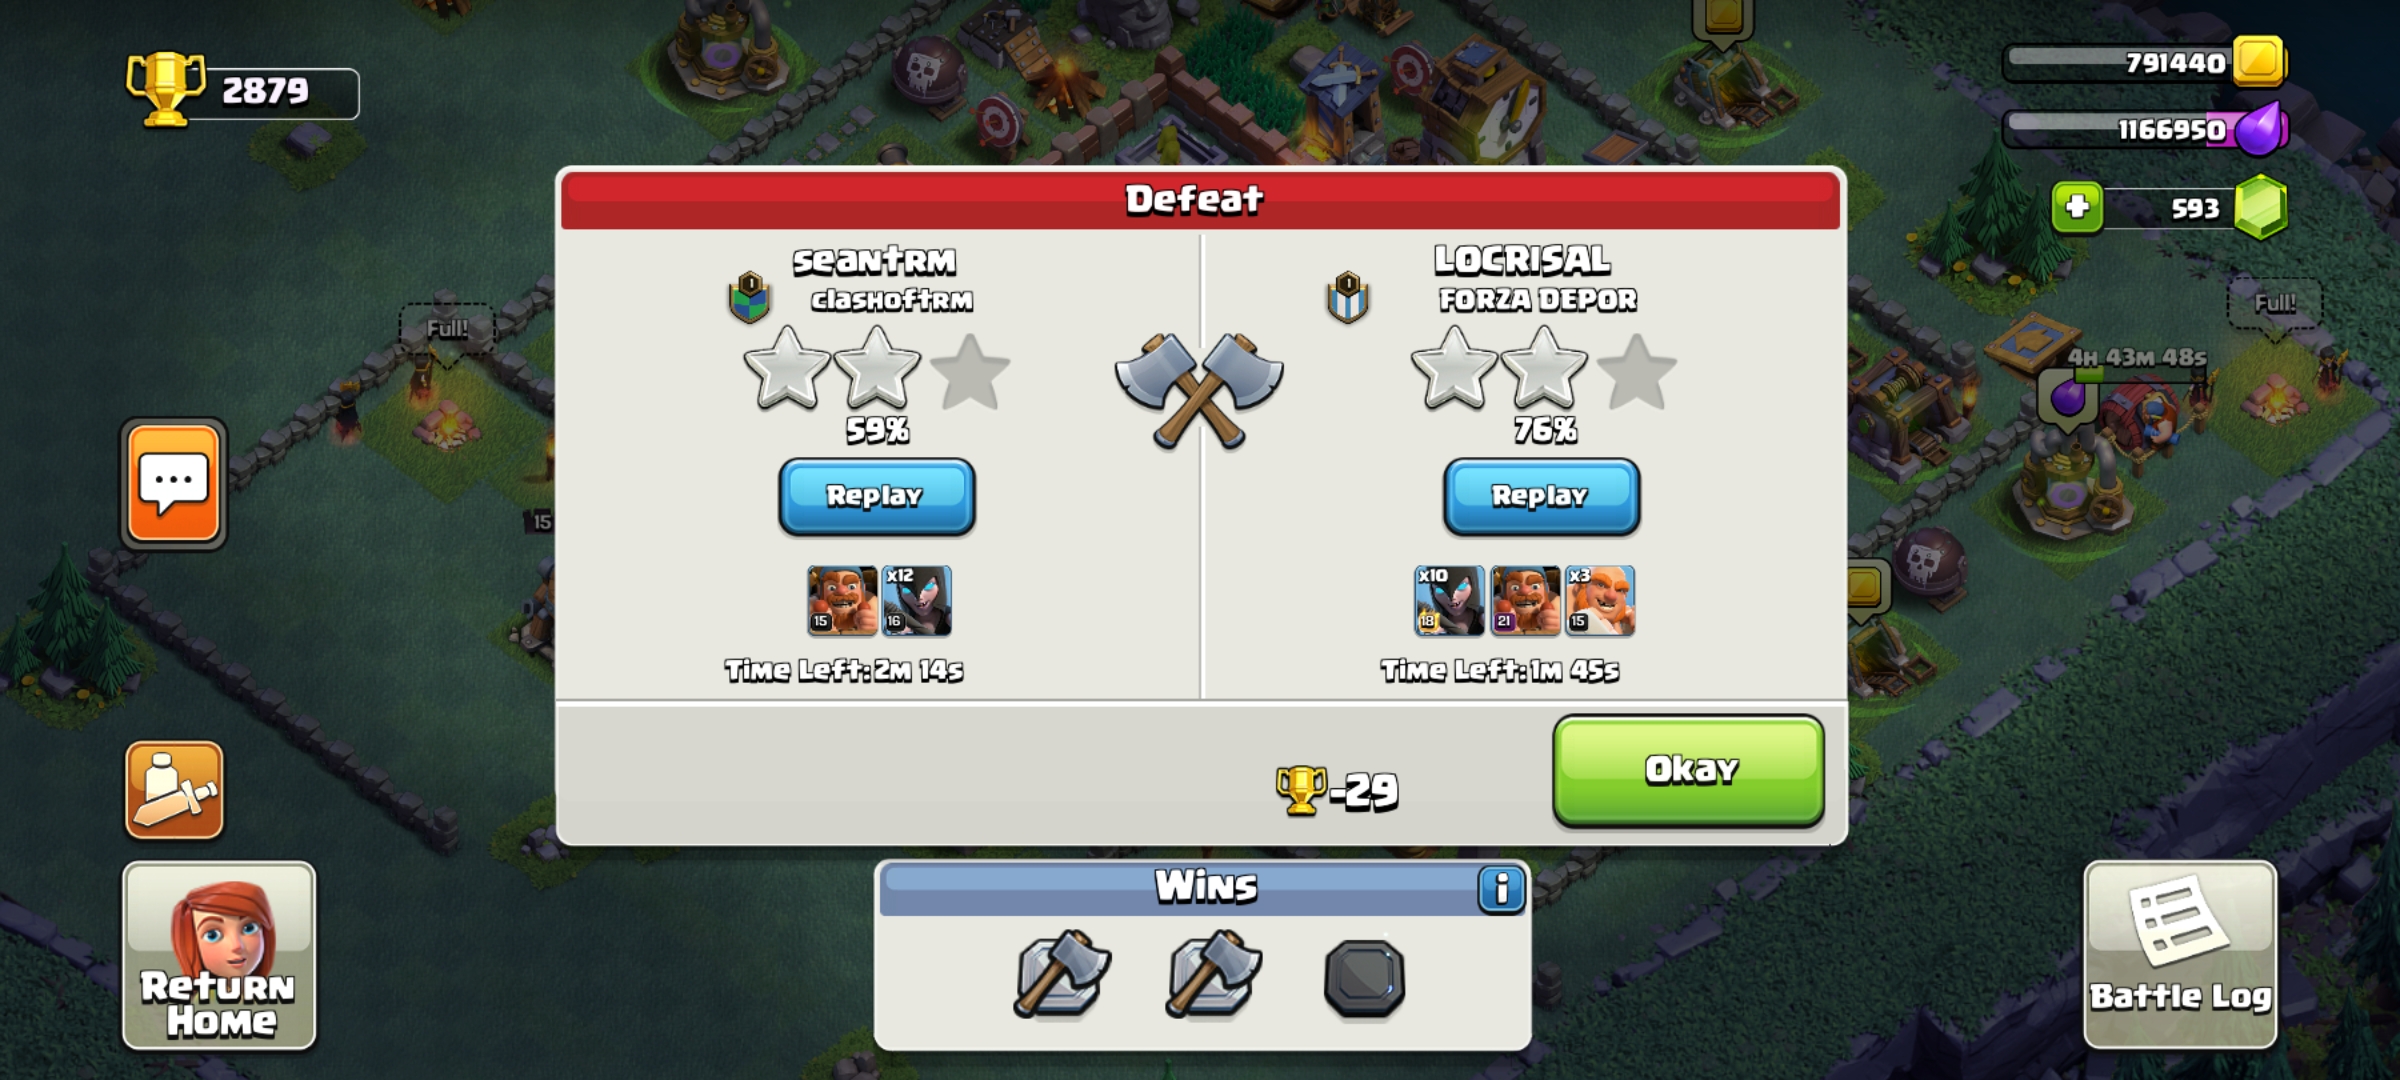 2879
791440
1166950
593
Defeat
seantRM
clashoftRM
1
59%
Replay
15
x12
16
Time Left: 2m 14s
LOCRISAL
FORZA DEPOR
1
76%
Replay
x10
18
21
x3
15
Time Left: 1m 45s
Full!
Full!
4H 43M 48s
15
-29
Okay
Wins
i
Return
Home
Battle Log